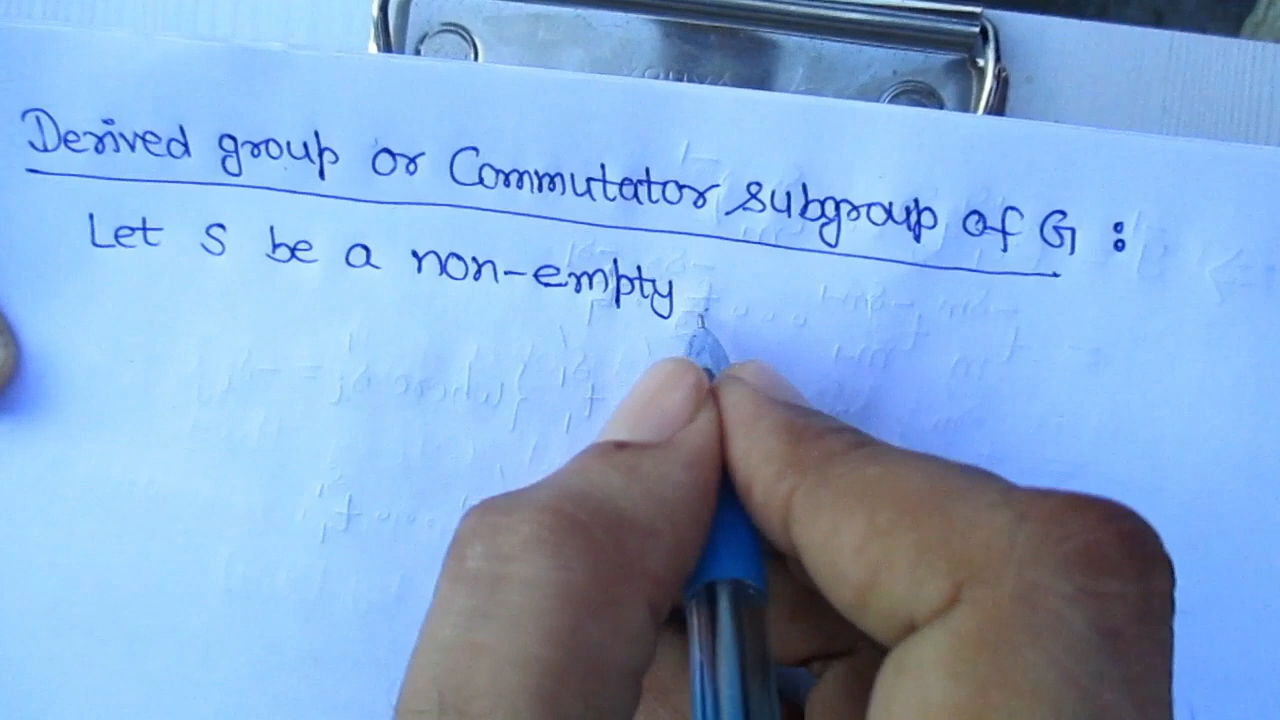 Derived group or Commutator subgroup of G :
Let S be a non-empty